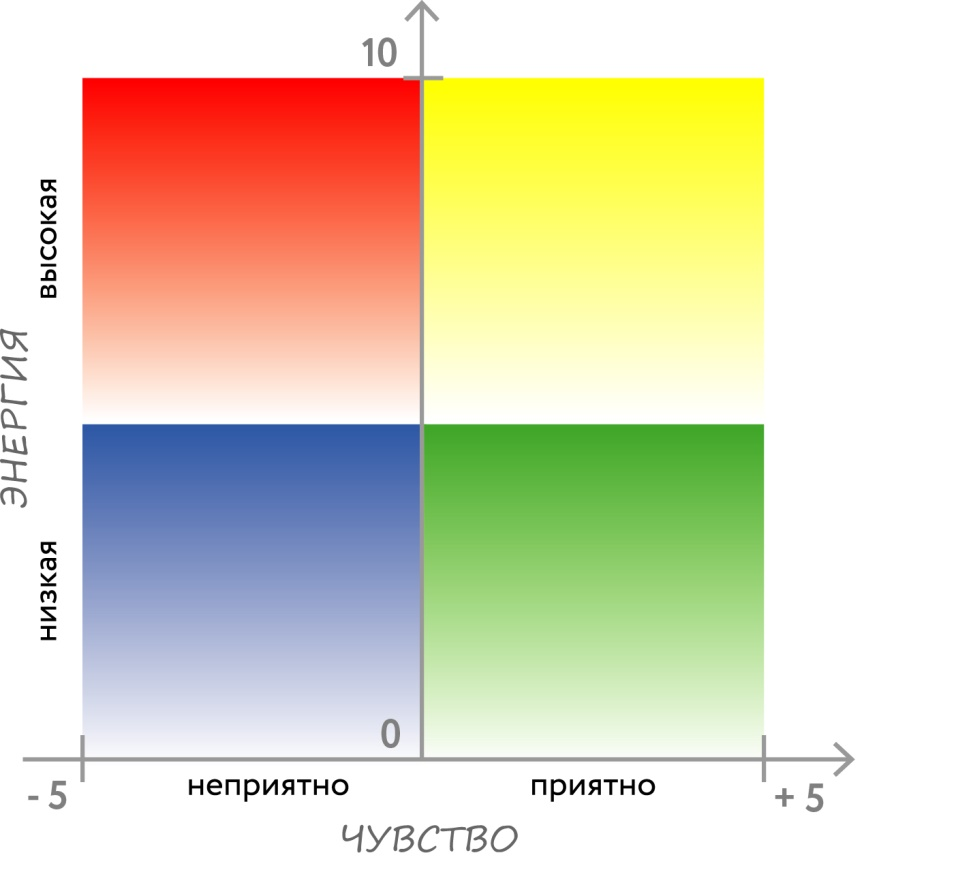 10
высокая
ЭНЕРГИЯ
низкая
0
- 5
неприятно
приятно
+ 5
ЧУВСТВО